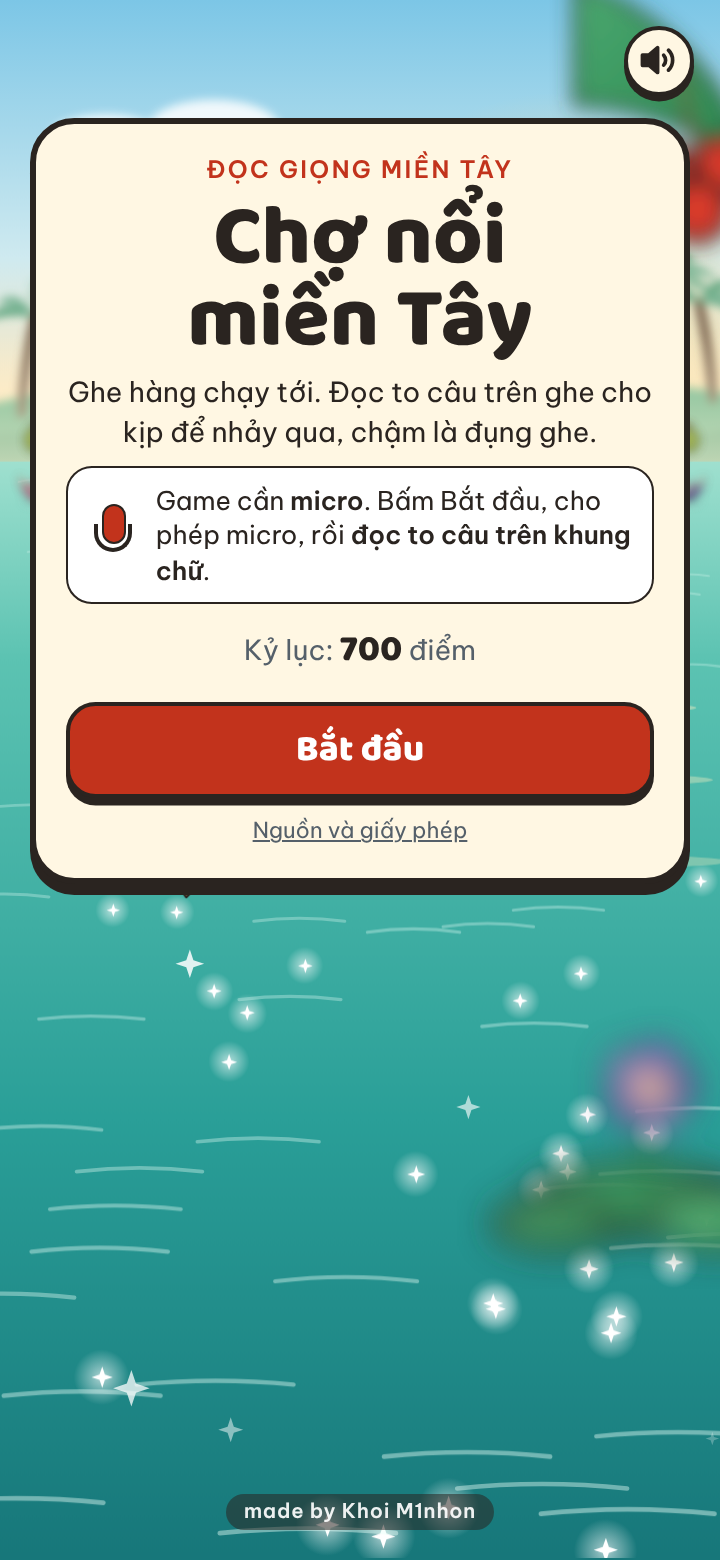 ĐỌC GIỌNG MIỀN TÂY
Chợ nổi
miền Tây
Ghe hàng chạy tới. Đọc to câu trên ghe cho
kịp để nhảy qua, chậm là đụng ghe.
Game cần micro. Bấm Bắt đầu, cho
phép micro, rồi đọc to câu trên khung
chữ.
Kỷ lục: 700 điểm
Bắt đầu
Nguồn và giấy phép
made by Khoi M1nhon